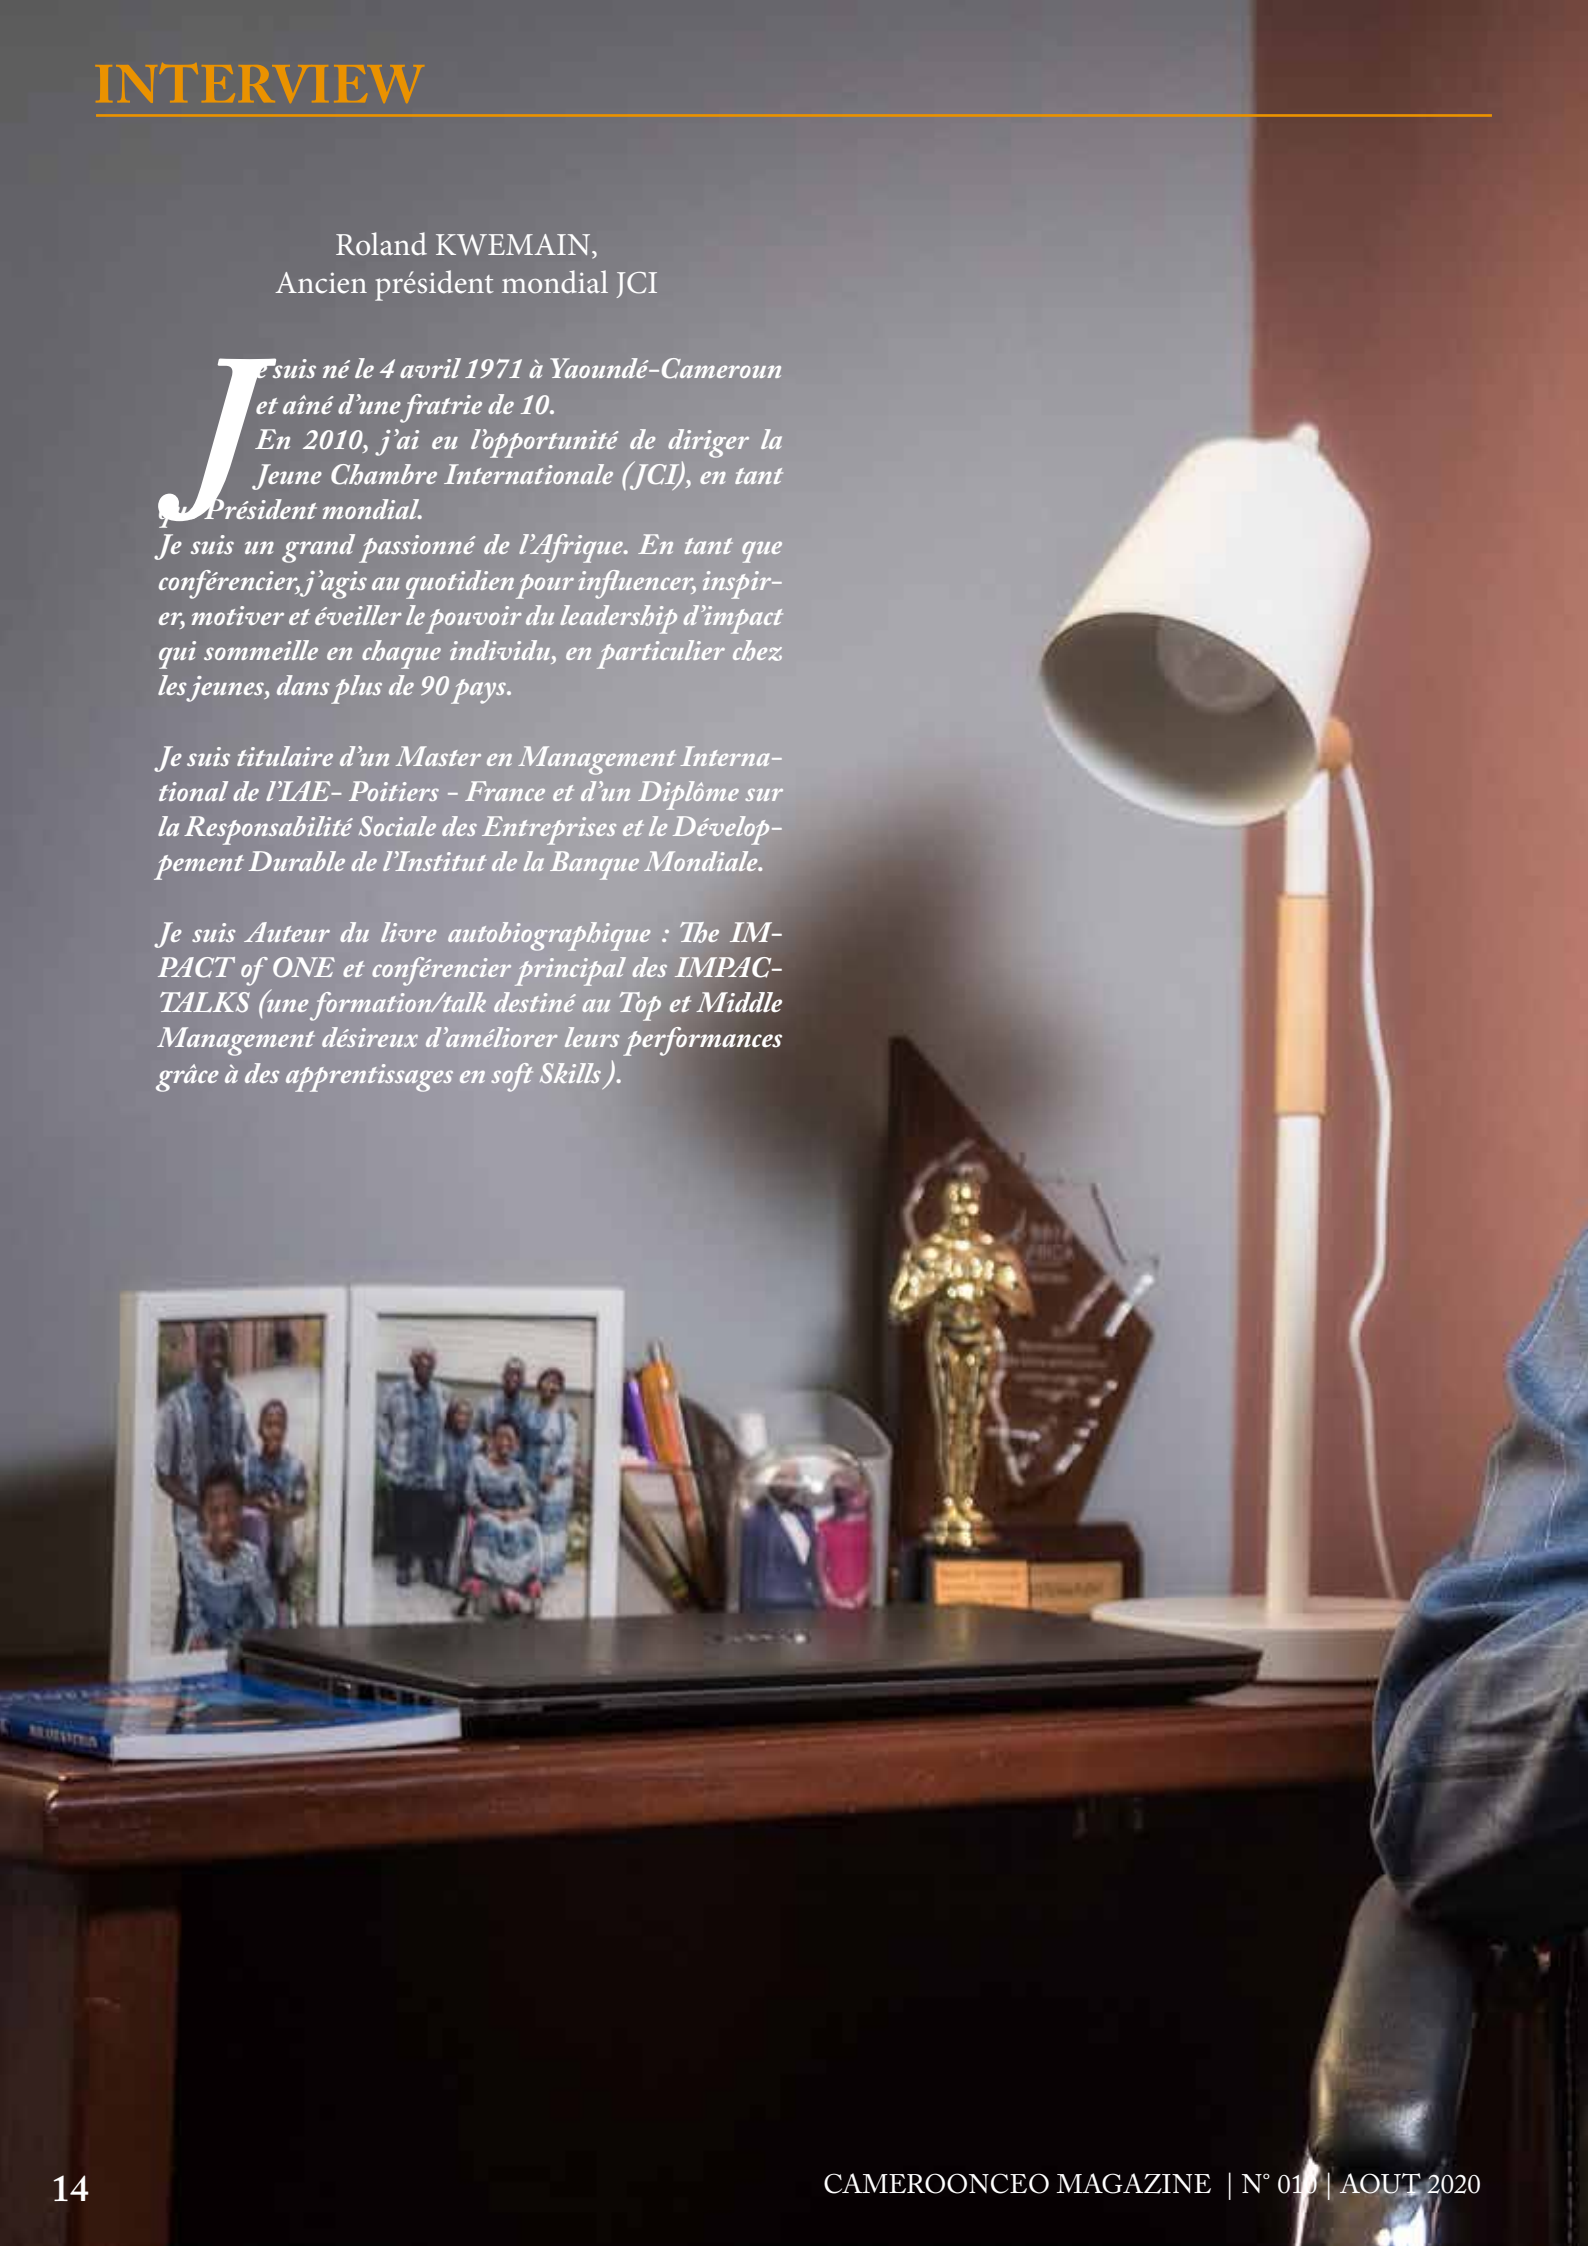 INTERVIEW
Roland KWEMAIN,
Ancien président mondial JCI
Je suis né le 4 avril 1971 à Yaoundé-Cameroun
et aîné d’une fratrie de 10.
En 2010, j’ai eu l’opportunité de diriger la
Jeune Chambre Internationale (JCI), en tant
que Président mondial.
Je suis un grand passionné de l’Afrique. En tant que
conférencier, j’agis au quotidien pour influencer, inspir-
er, motiver et éveiller le pouvoir du leadership d’impact
qui sommeille en chaque individu, en particulier chez
les jeunes, dans plus de 90 pays.
Je suis titulaire d’un Master en Management Interna-
tional de l’IAE- Poitiers - France et d’un Diplôme sur
la Responsabilité Sociale des Entreprises et le Dévelop-
pement Durable de l’Institut de la Banque Mondiale.
Je suis Auteur du livre autobiographique : The IM-
PACT of ONE et conférencier principal des IMPAC-
TALKS (une formation/talk destiné au Top et Middle
Management désireux d’améliorer leurs performances
grâce à des apprentissages en soft Skills ).
14
CAMEROONCEO MAGAZINE | N° 010 | AOUT 2020